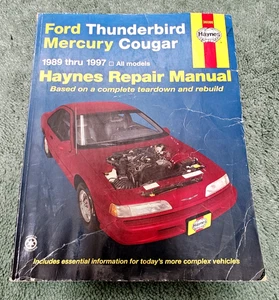 Ford Thunderbird
Mercury Cougar
Haynes
1989 thru 1997 □ All models
Haynes Repair Manual
Based on a complete teardown and rebuild
Haynes
Includes essential information for today's more complex vehicles